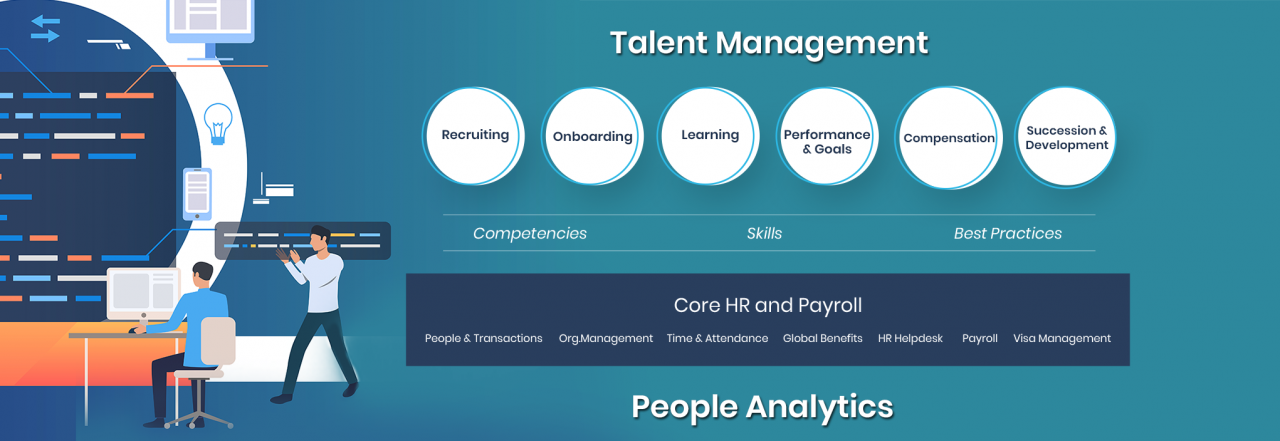 Talent Management
Recruiting
Onboarding
Learning
Performance
& Goals
Compensation
Succession &
Development
Competencies
Skills
Best Practices
Core HR and Payroll
People & Transactions
Org.Management
Time & Attendance
Global Benefits
HR Helpdesk
Payroll
Visa Management
People Analytics